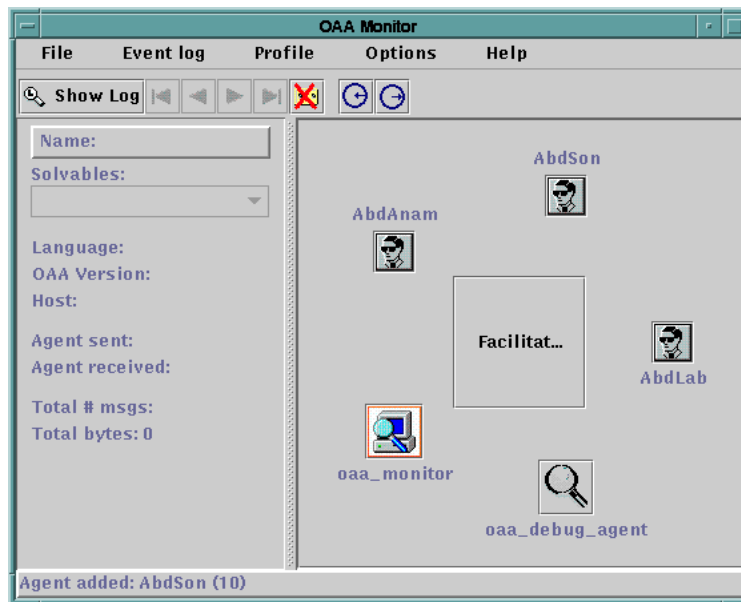 OAA Monitor
File Event log Profile Options Help
Show Log
Name:
Solvables:
Language:
OAA Version:
Host:
Agent sent:
Agent received:
Total # msgs:
Total bytes: 0
AbdSon
AbdAnam
Facilitat...
AbdLab
oaa_monitor
oaa_debug_agent
Agent added: AbdSon (10)